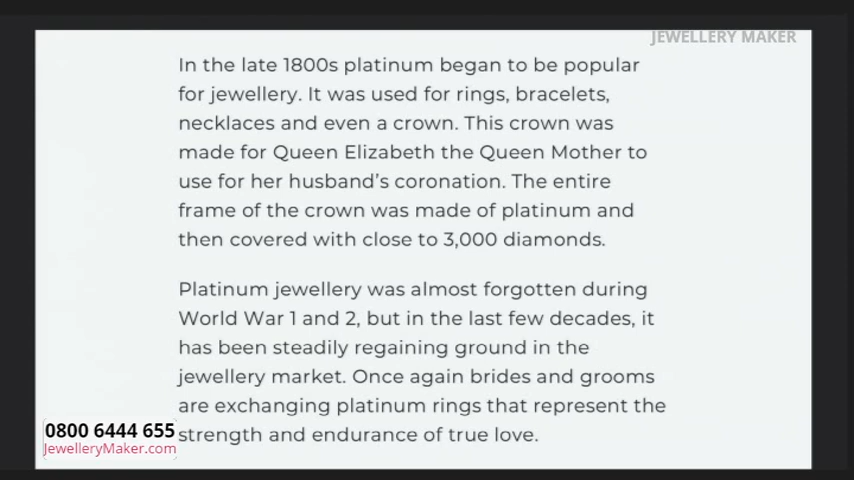 JEWELLERY MAKER
In the late 1800s platinum began to be popular
for jewellery. It was used for rings, bracelets,
necklaces and even a crown. This crown was
made for Queen Elizabeth the Queen Mother to
use for her husband's coronation. The entire
frame of the crown was made of platinum and
then covered with close to 3,000 diamonds.
Platinum jewellery was almost forgotten during
World War 1 and 2, but in the last few decades, it
has been steadily regaining ground in the
jewellery market. Once again brides and grooms
are exchanging platinum rings that represent the
strength and endurance of true love.
0800 6444 655
JewelleryMaker.com